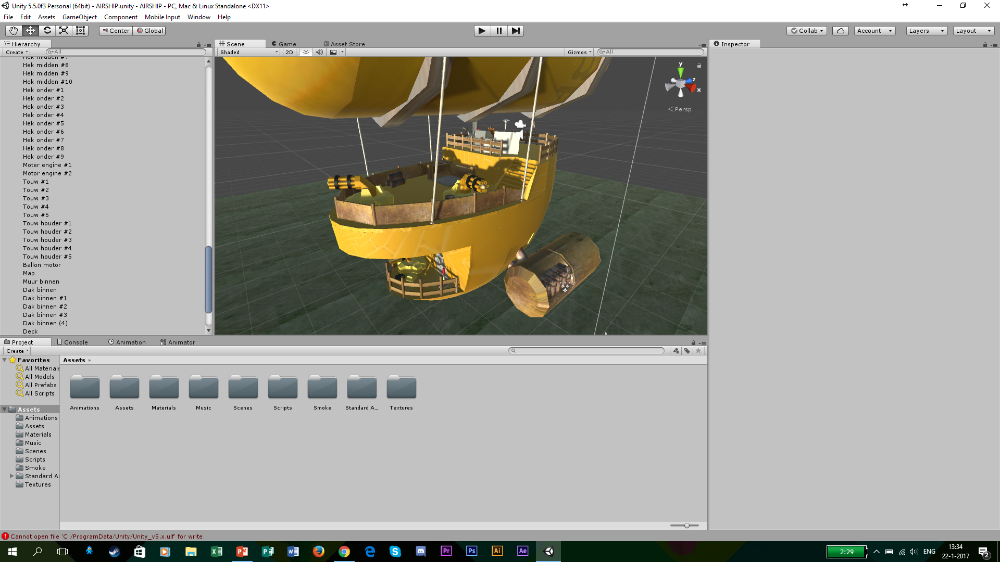 Unity 5.5.0f3 Personal (64bit) - AIRSHIP.unity - AIRSHIP - PC, Mac & Linux Standalone <DX11>
File Edit Assets GameObject Component Mobile Input Window Help
Center Global Collab Account Layers Layout
Hierarchy
Create All
Hek midden #7
Hek midden #8
Hek midden #9
Hek midden #10
Hek onder #1
Hek onder #2
Hek onder #3
Hek onder #4
Hek onder #5
Hek onder #6
Hek onder #7
Hek onder #8
Hek onder #9
Moter engine #1
Motor engine #2
Touw #1
Touw #2
Touw #3
Touw #4
Touw #5
Touw houder #1
Touw houder #2
Touw houder #3
Touw houder #4
Touw houder #5
Ballon motor
Map
Muur binnen
Dak binnen
Dak binnen #1
Dak binnen #2
Dak binnen #3
Dak binnen (4)
Deck
Scene Game Asset Store
Shaded 2D Gizmos All
y
z
x
Persp
Inspector
Project Console Animation Animator
Create
Favorites
All Materials
All Models
All Prefabs
All Scripts
Assets
Animations
Assets
Materials
Music
Scenes
Scripts
Smoke
Standard As
Textures
Assets
Animations Assets Materials Music Scenes Scripts Smoke Standard A... Textures
Cannot open file 'C:/ProgramData/Unity/Unity_v5.x.ulf' for write.
Pr Ps Ai Ae
2:29
ENG
13:34
22-1-2017
2